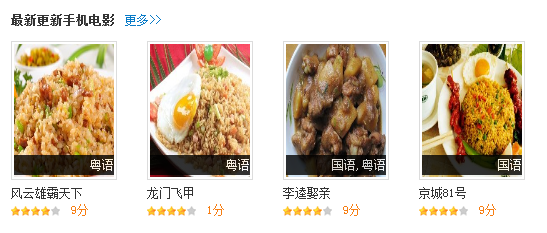 最新更新手机电影 更多>>
粤语
粤语
国语, 粤语
国语
风云雄霸天下
龙门飞甲
李逵娶亲
京城81号
9分
1分
9分
9分